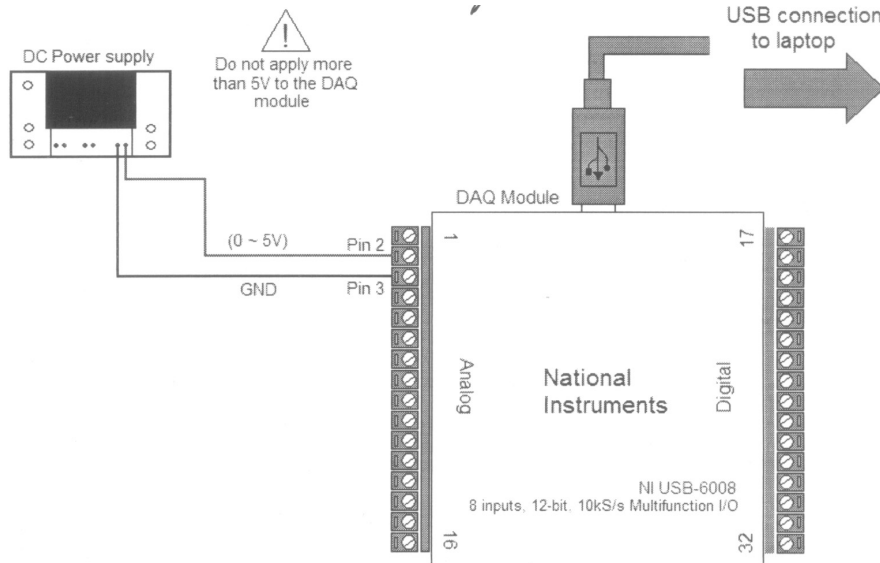 USB connection
to laptop
DC Power supply
!
Do not apply more
than 5V to the DAQ
module
DAQ Module
(0 ~ 5V)
Pin 2
GND
Pin 3
1
17
Analog
National
Instruments
Digital
NI USB-6008
8 inputs, 12-bit, 10kS/s Multifunction I/O
16
32